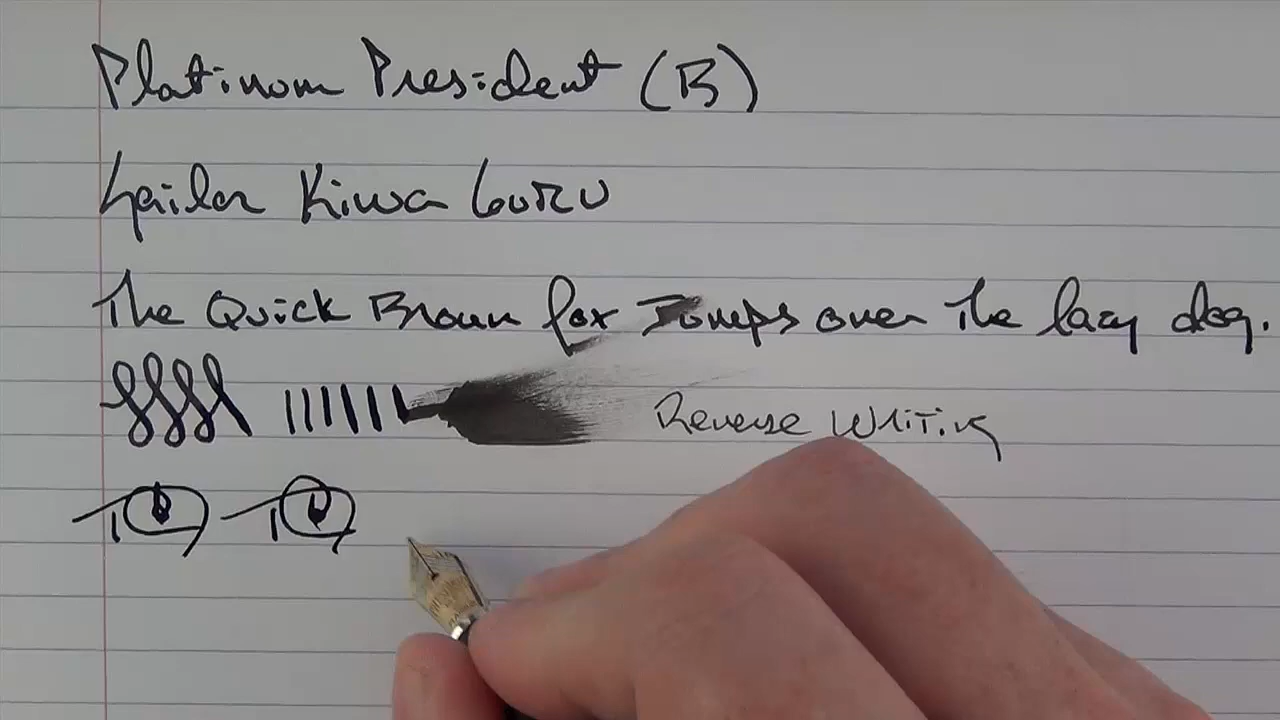 Platinum President (B)
Sailor Kiwa Guro
The Quick Brown fox Jumps over The lazy dog.
Reverse Writing